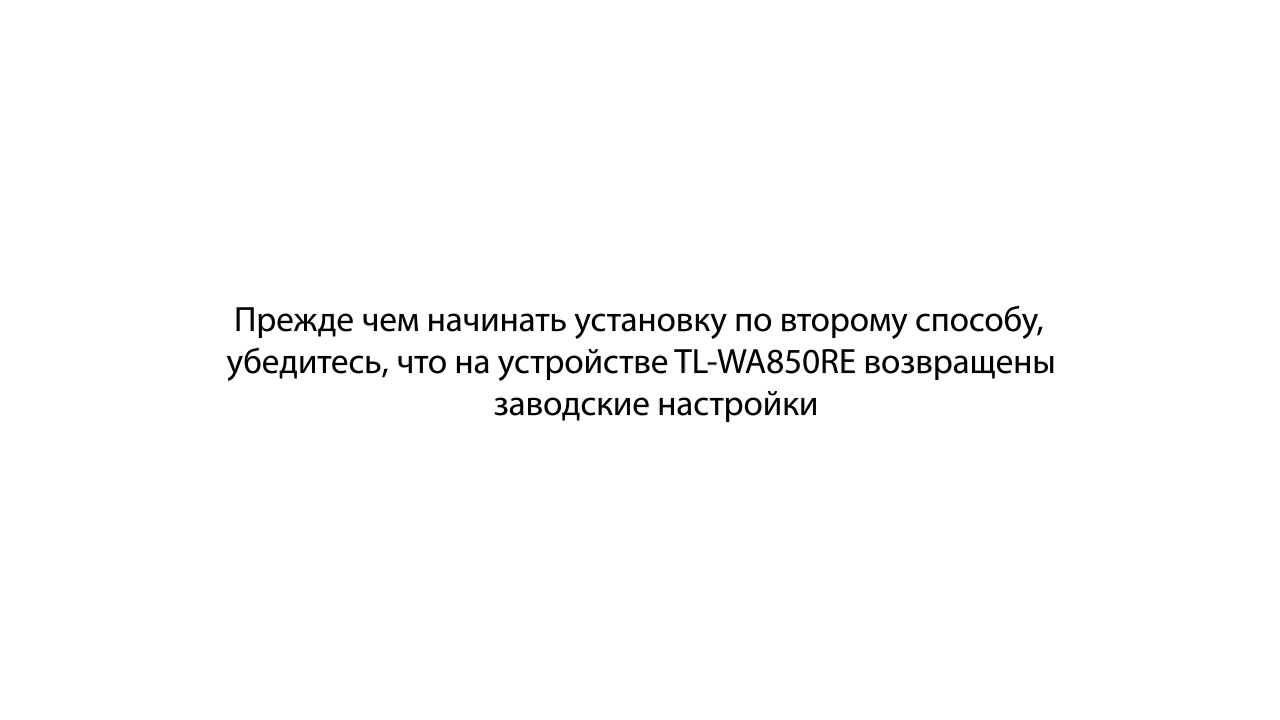 Прежде чем начинать установку по второму способу,
убедитесь, что на устройстве TL-WA850RE возвращены
заводские настройки